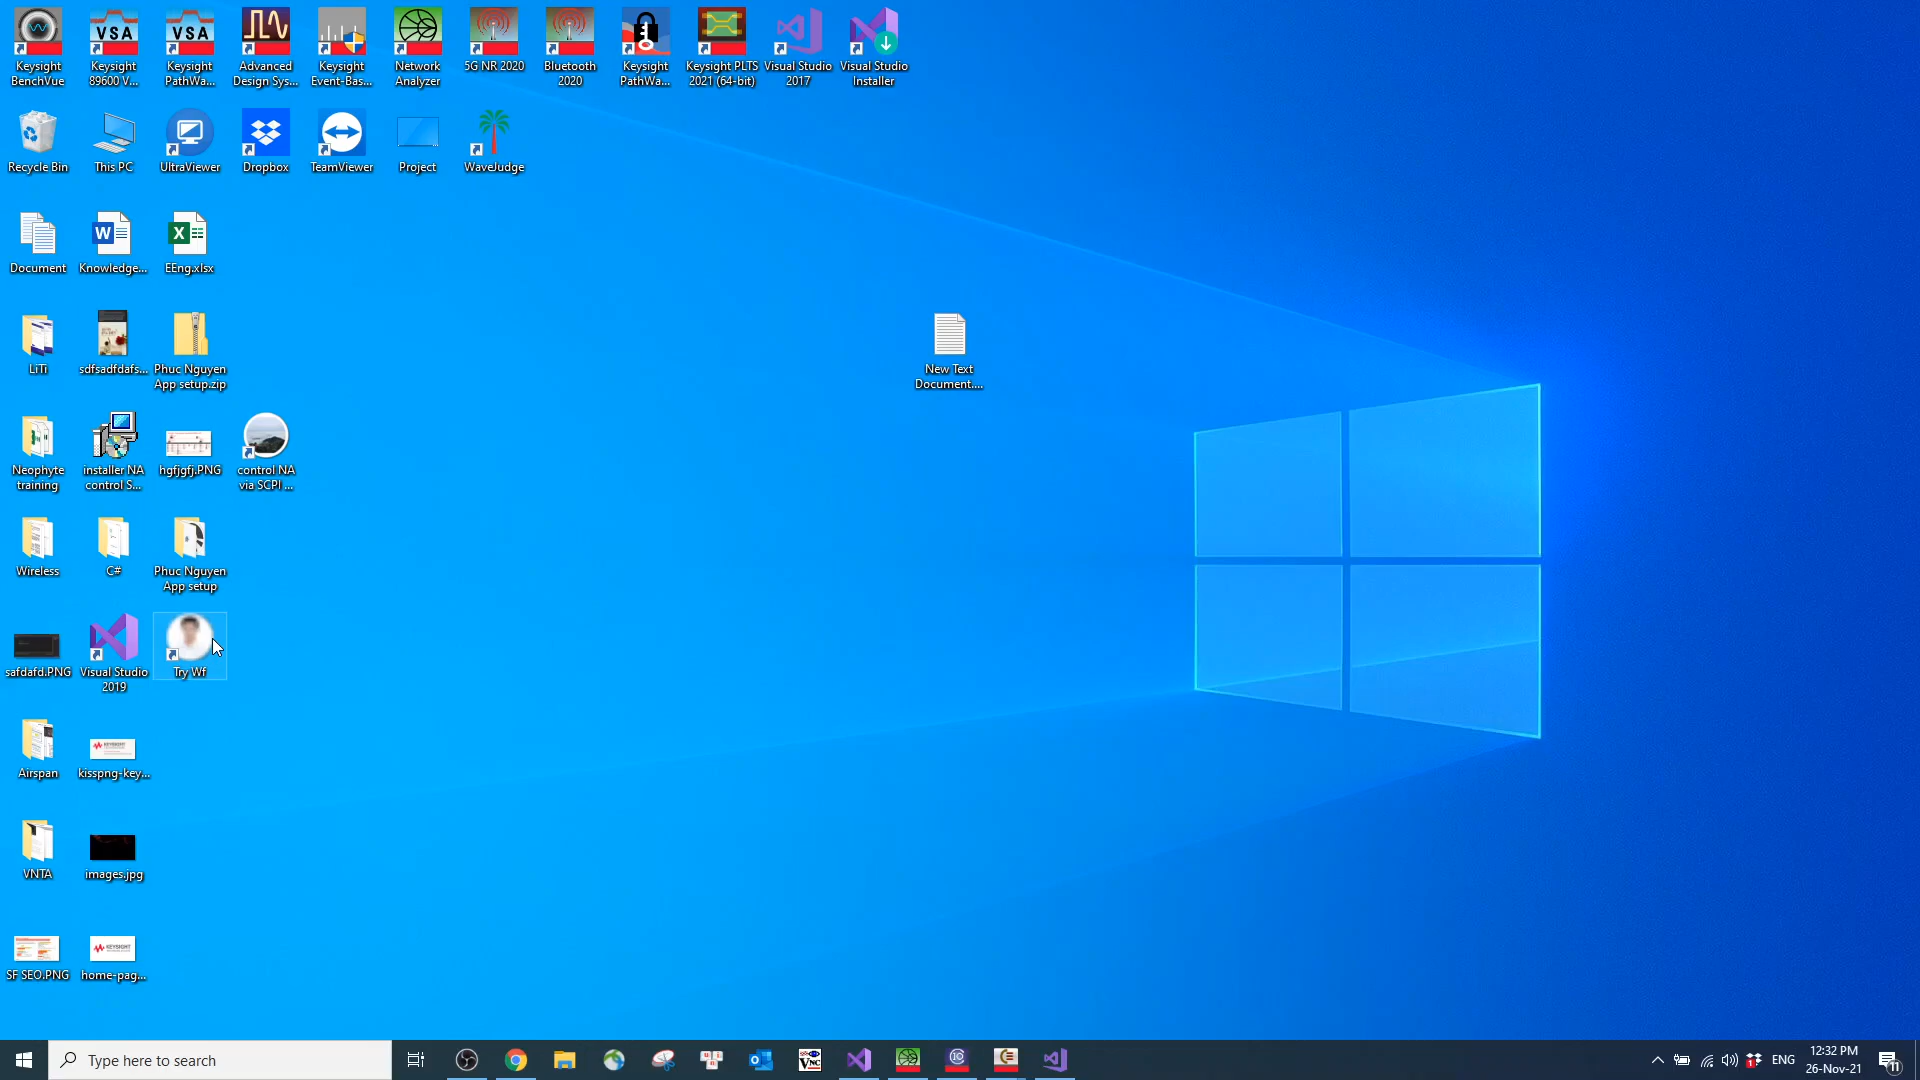 Keysight
BenchVue
VSA
Keysight
89600 V...
VSA
Keysight
PathWa...
Advanced
Design Sys...
Keysight
Event-Bas...
Network
Analyzer
5G NR 2020
Bluetooth
2020
Keysight
PathWa...
Keysight PLTS
2021 (64-bit)
Visual Studio
2017
Visual Studio
Installer
Recycle Bin
This PC
UltraViewer
Dropbox
TeamViewer
Project
WaveJudge
Document
Knowledge...
EEng.xlsx
LiTi
sdfsadfdafs...
Phuc Nguyen
App setup.zip
New Text
Document....
Neophyte
training
installer NA
control S...
hgfjgfj.PNG
control NA
via SCPI ...
Wireless
C#
Phuc Nguyen
App setup
safdafd.PNG
Visual Studio
2019
Try Wf
Airspan
KEYSIGHT
kisspng-key...
VNTA
images.jpg
SF SEO.PNG
KEYSIGHT
home-pag...
Type here to search
VNC
ENG
12:32 PM
26-Nov-21
11